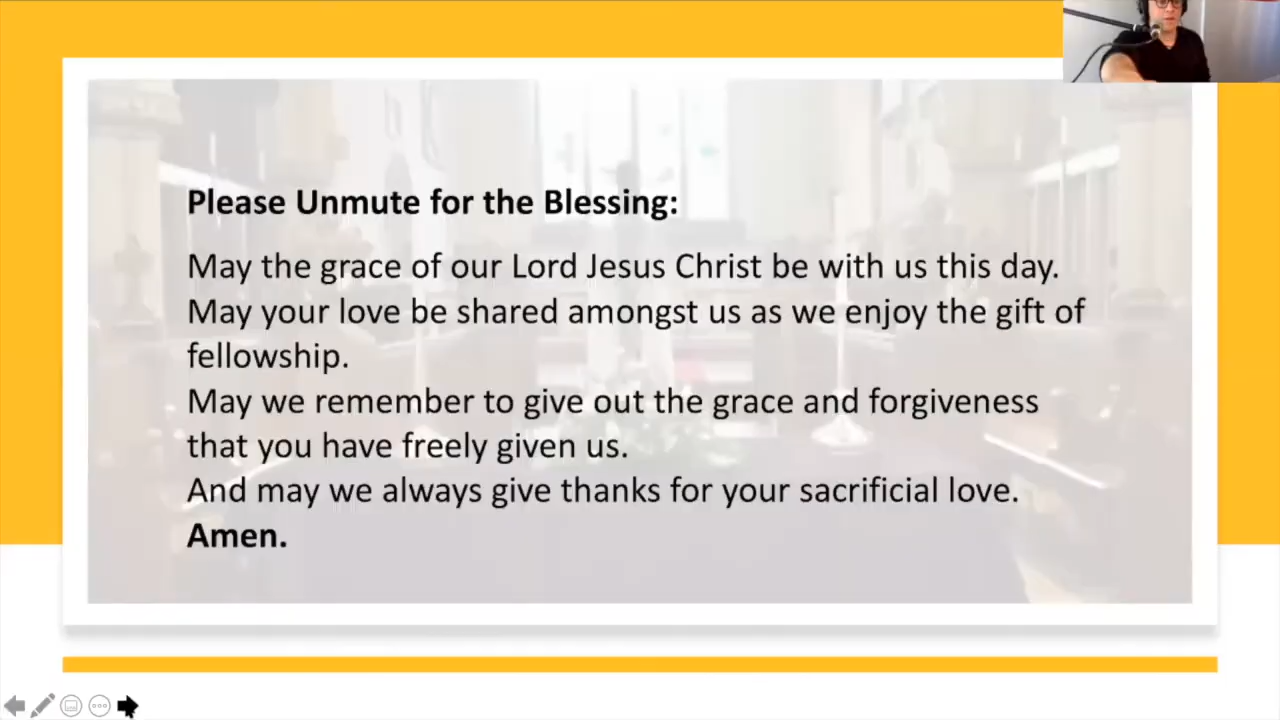 Please Unmute for the Blessing:
May the grace of our Lord Jesus Christ be with us this day.
May your love be shared amongst us as we enjoy the gift of
fellowship.
May we remember to give out the grace and forgiveness
that you have freely given us.
And may we always give thanks for your sacrificial love.
Amen.